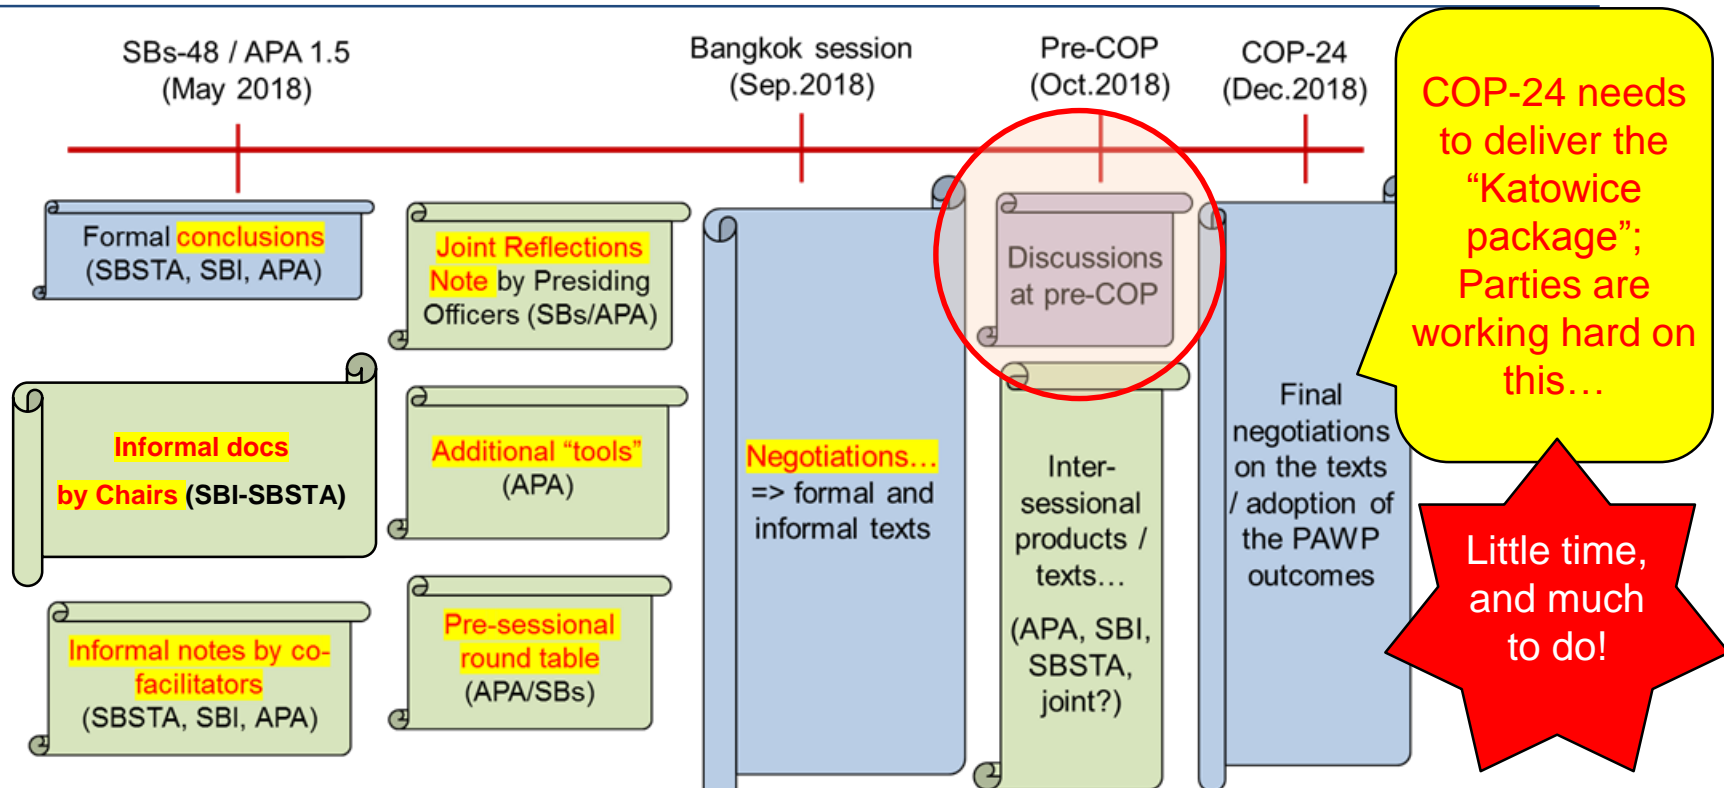 SBs-48 / APA 1.5
(May 2018)
Bangkok session
(Sep.2018)
Pre-COP
(Oct.2018)
COP-24
(Dec.2018)
COP-24 needs
to deliver the
“Katowice
package”;
Parties are
working hard on
this…
Formal conclusions
(SBSTA, SBI, APA)
Joint Reflections
Note by Presiding
Officers (SBs/APA)
Discussions
at pre-COP
Informal docs
by Chairs (SBI-SBSTA)
Additional “tools”
(APA)
Negotiations…
=> formal and
informal texts
Inter-
sessional
products /
texts…
(APA, SBI,
SBSTA,
joint?)
Final
negotiations
on the texts
/ adoption of
the PAWP
outcomes
Little time,
and much
to do!
Informal notes by co-
facilitators
(SBSTA, SBI, APA)
Pre-sessional
round table
(APA/SBs)